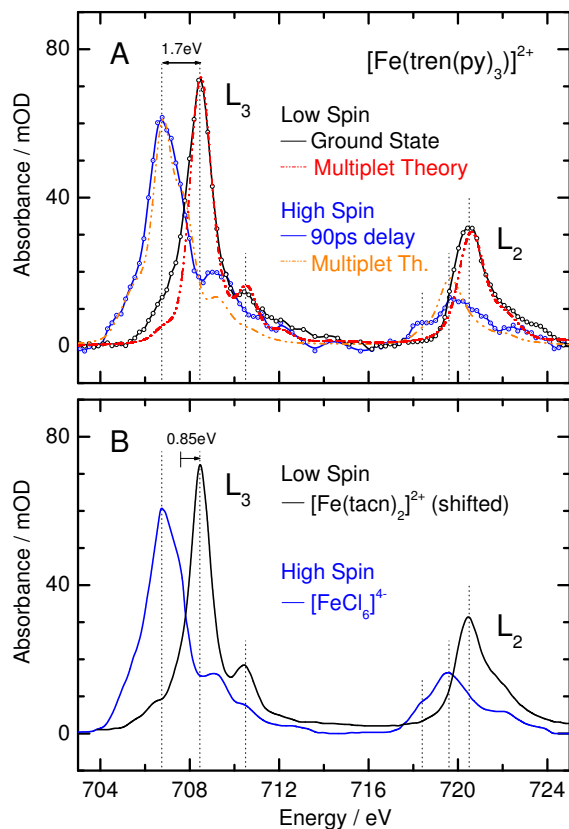 A
1.7eV
[Fe(tren(py)3)]2+
L3
Low Spin
Ground State
Multiplet Theory
High Spin
90ps delay
Multiplet Th.
L2
Absorbance / mOD
80
40
0
B
0.85eV
L3
Low Spin
[Fe(tacn)2]2+ (shifted)
High Spin
[FeCl6]4-
L2
Absorbance / mOD
80
40
0
704 708 712 716 720 724
Energy / eV